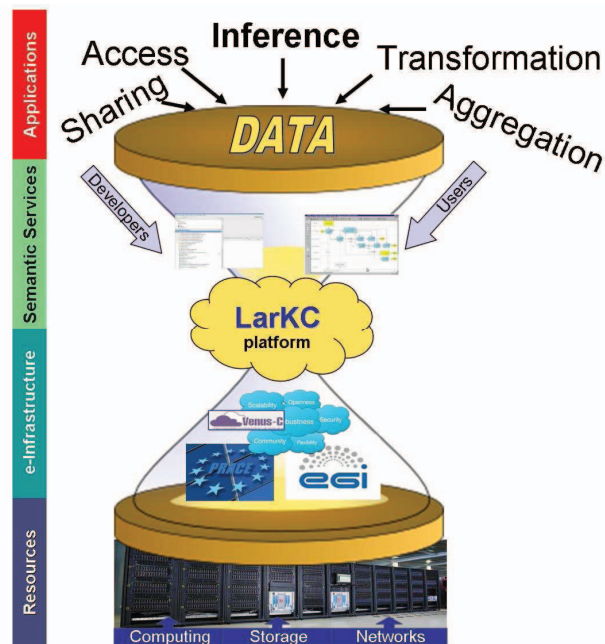 Applications
Semantic Services
e-Infrastructure
Resources
Inference
Access
Transformation
Sharing
Aggregation
DATA
Developers
Users
LarKC
platform
Scalability
Openness
Venus-C
obustness
Security
Community
Flexibility
PRACE
eGi
Computing
Storage
Networks